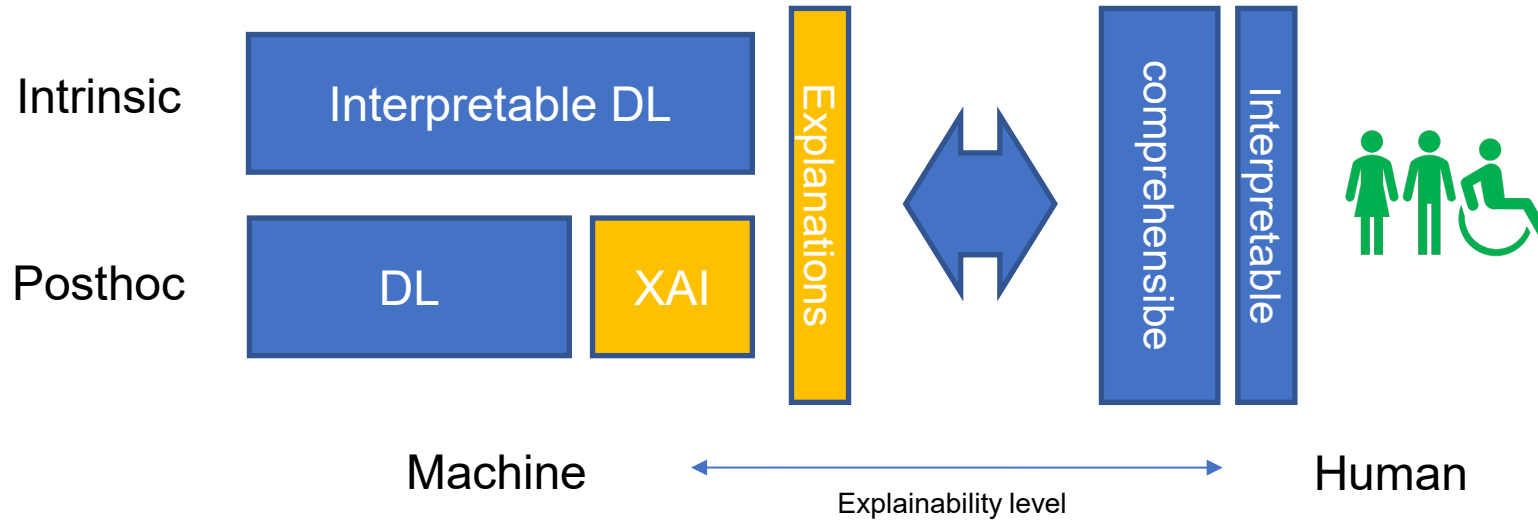 Intrinsic
Interpretable DL
Posthoc
DL
XAI
Explanations
comprehensibe
Interpretable
Machine
Explainability level
Human